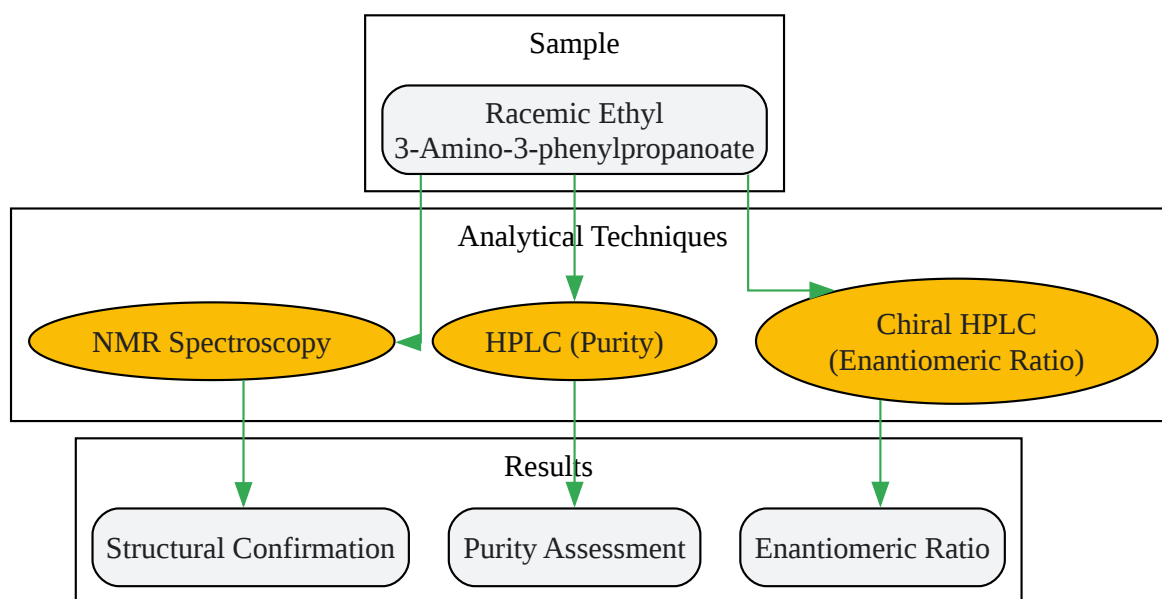 Sample
Racemic Ethyl
3-Amino-3-phenylpropanoate
Analytical Techniques
NMR Spectroscopy
HPLC (Purity)
Chiral HPLC
(Enantiomeric Ratio)
Results
Structural Confirmation
Purity Assessment
Enantiomeric Ratio